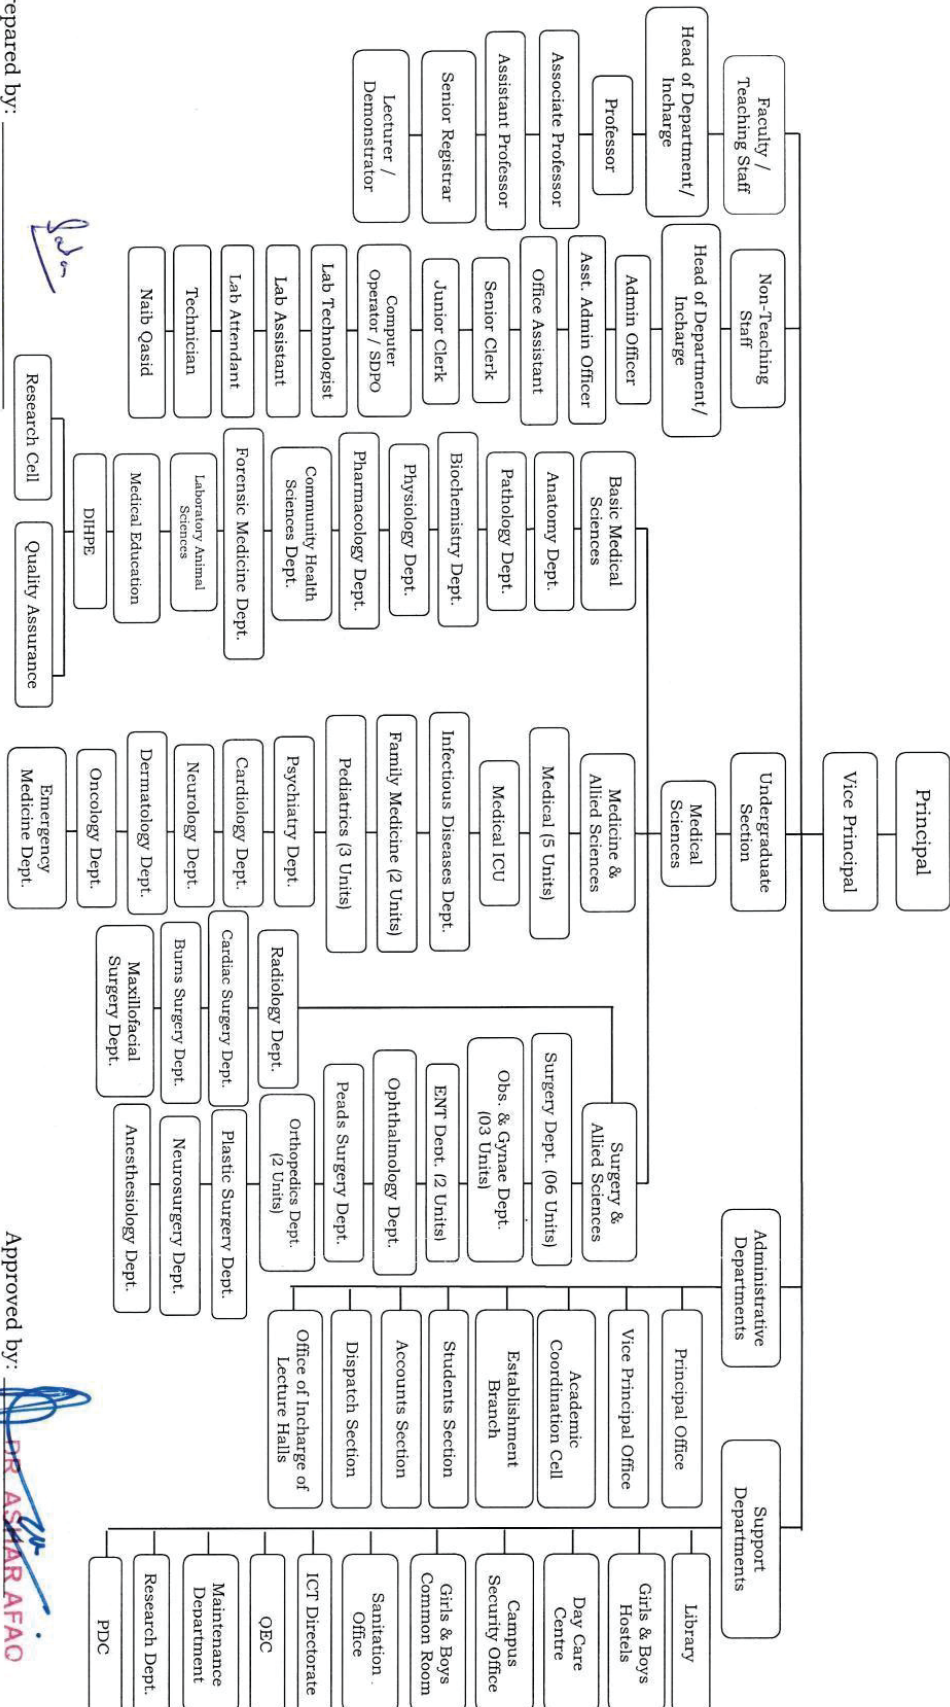 Principal
Vice Principal
Faculty /
Teaching Staff
Head of Department/
Incharge
Professor
Associate Professor
Assistant Professor
Senior Registrar
Lecturer /
Demonstrator
Non-Teaching
Staff
Head of Department/
Incharge
Admin Officer
Asst. Admin Officer
Office Assistant
Senior Clerk
Junior Clerk
Computer
Operator / SDPO
Lab Technologist
Lab Assistant
Lab Attendant
Technician
Naib Qasid
Undergraduate
Section
Medical
Sciences
Basic Medical
Sciences
Anatomy Dept.
Pathology Dept.
Biochemistry Dept.
Physiology Dept.
Pharmacology Dept.
Community Health
Sciences Dept.
Forensic Medicine Dept.
Laboratory Animal
Sciences
Medical Education
DIHPE
Research Cell
Quality Assurance
Medicine &
Allied Sciences
Medical (5 Units)
Medical ICU
Infectious Diseases Dept.
Family Medicine (2 Units)
Pediatrics (3 Units)
Psychiatry Dept.
Cardiology Dept.
Neurology Dept.
Dermatology Dept.
Oncology Dept.
Emergency
Medicine Dept.
Surgery &
Allied Sciences
Surgery Dept. (06 Units)
Obs. & Gynae Dept.
(03 Units)
ENT Dept. (2 Units)
Ophthalmology Dept.
Peads Surgery Dept.
Orthopedics Dept.
(2 Units)
Plastic Surgery Dept.
Neurosurgery Dept.
Anesthesiology Dept.
Radiology Dept.
Cardiac Surgery Dept.
Burns Surgery Dept.
Maxillofacial
Surgery Dept.
Administrative
Departments
Principal Office
Vice Principal Office
Academic
Coordination Cell
Establishment
Branch
Students Section
Accounts Section
Dispatch Section
Office of Incharge of
Lecture Halls
Support
Departments
Library
Girls & Boys
Hostels
Day Care
Centre
Campus
Security Office
Girls & Boys
Common Room
Sanitation
Office
ICT Directorate
QEC
Maintenance
Department
Research Dept.
PDC
epared by:
Approved by:
DR ASHAR AFAQ